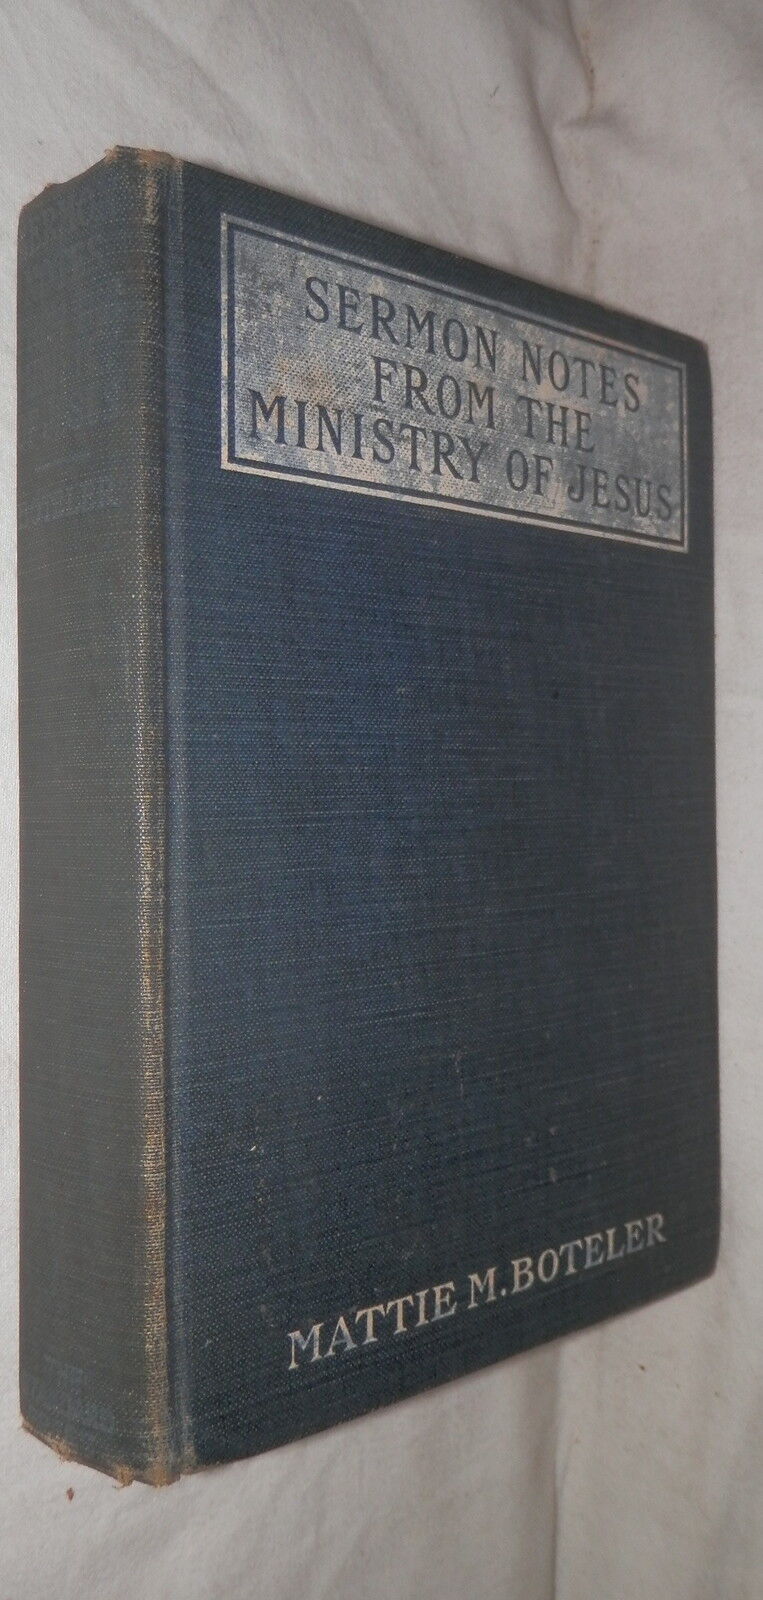 SERMON NOTES
FROM THE
MINISTRY OF JESUS
MATTIE M. BOTELER